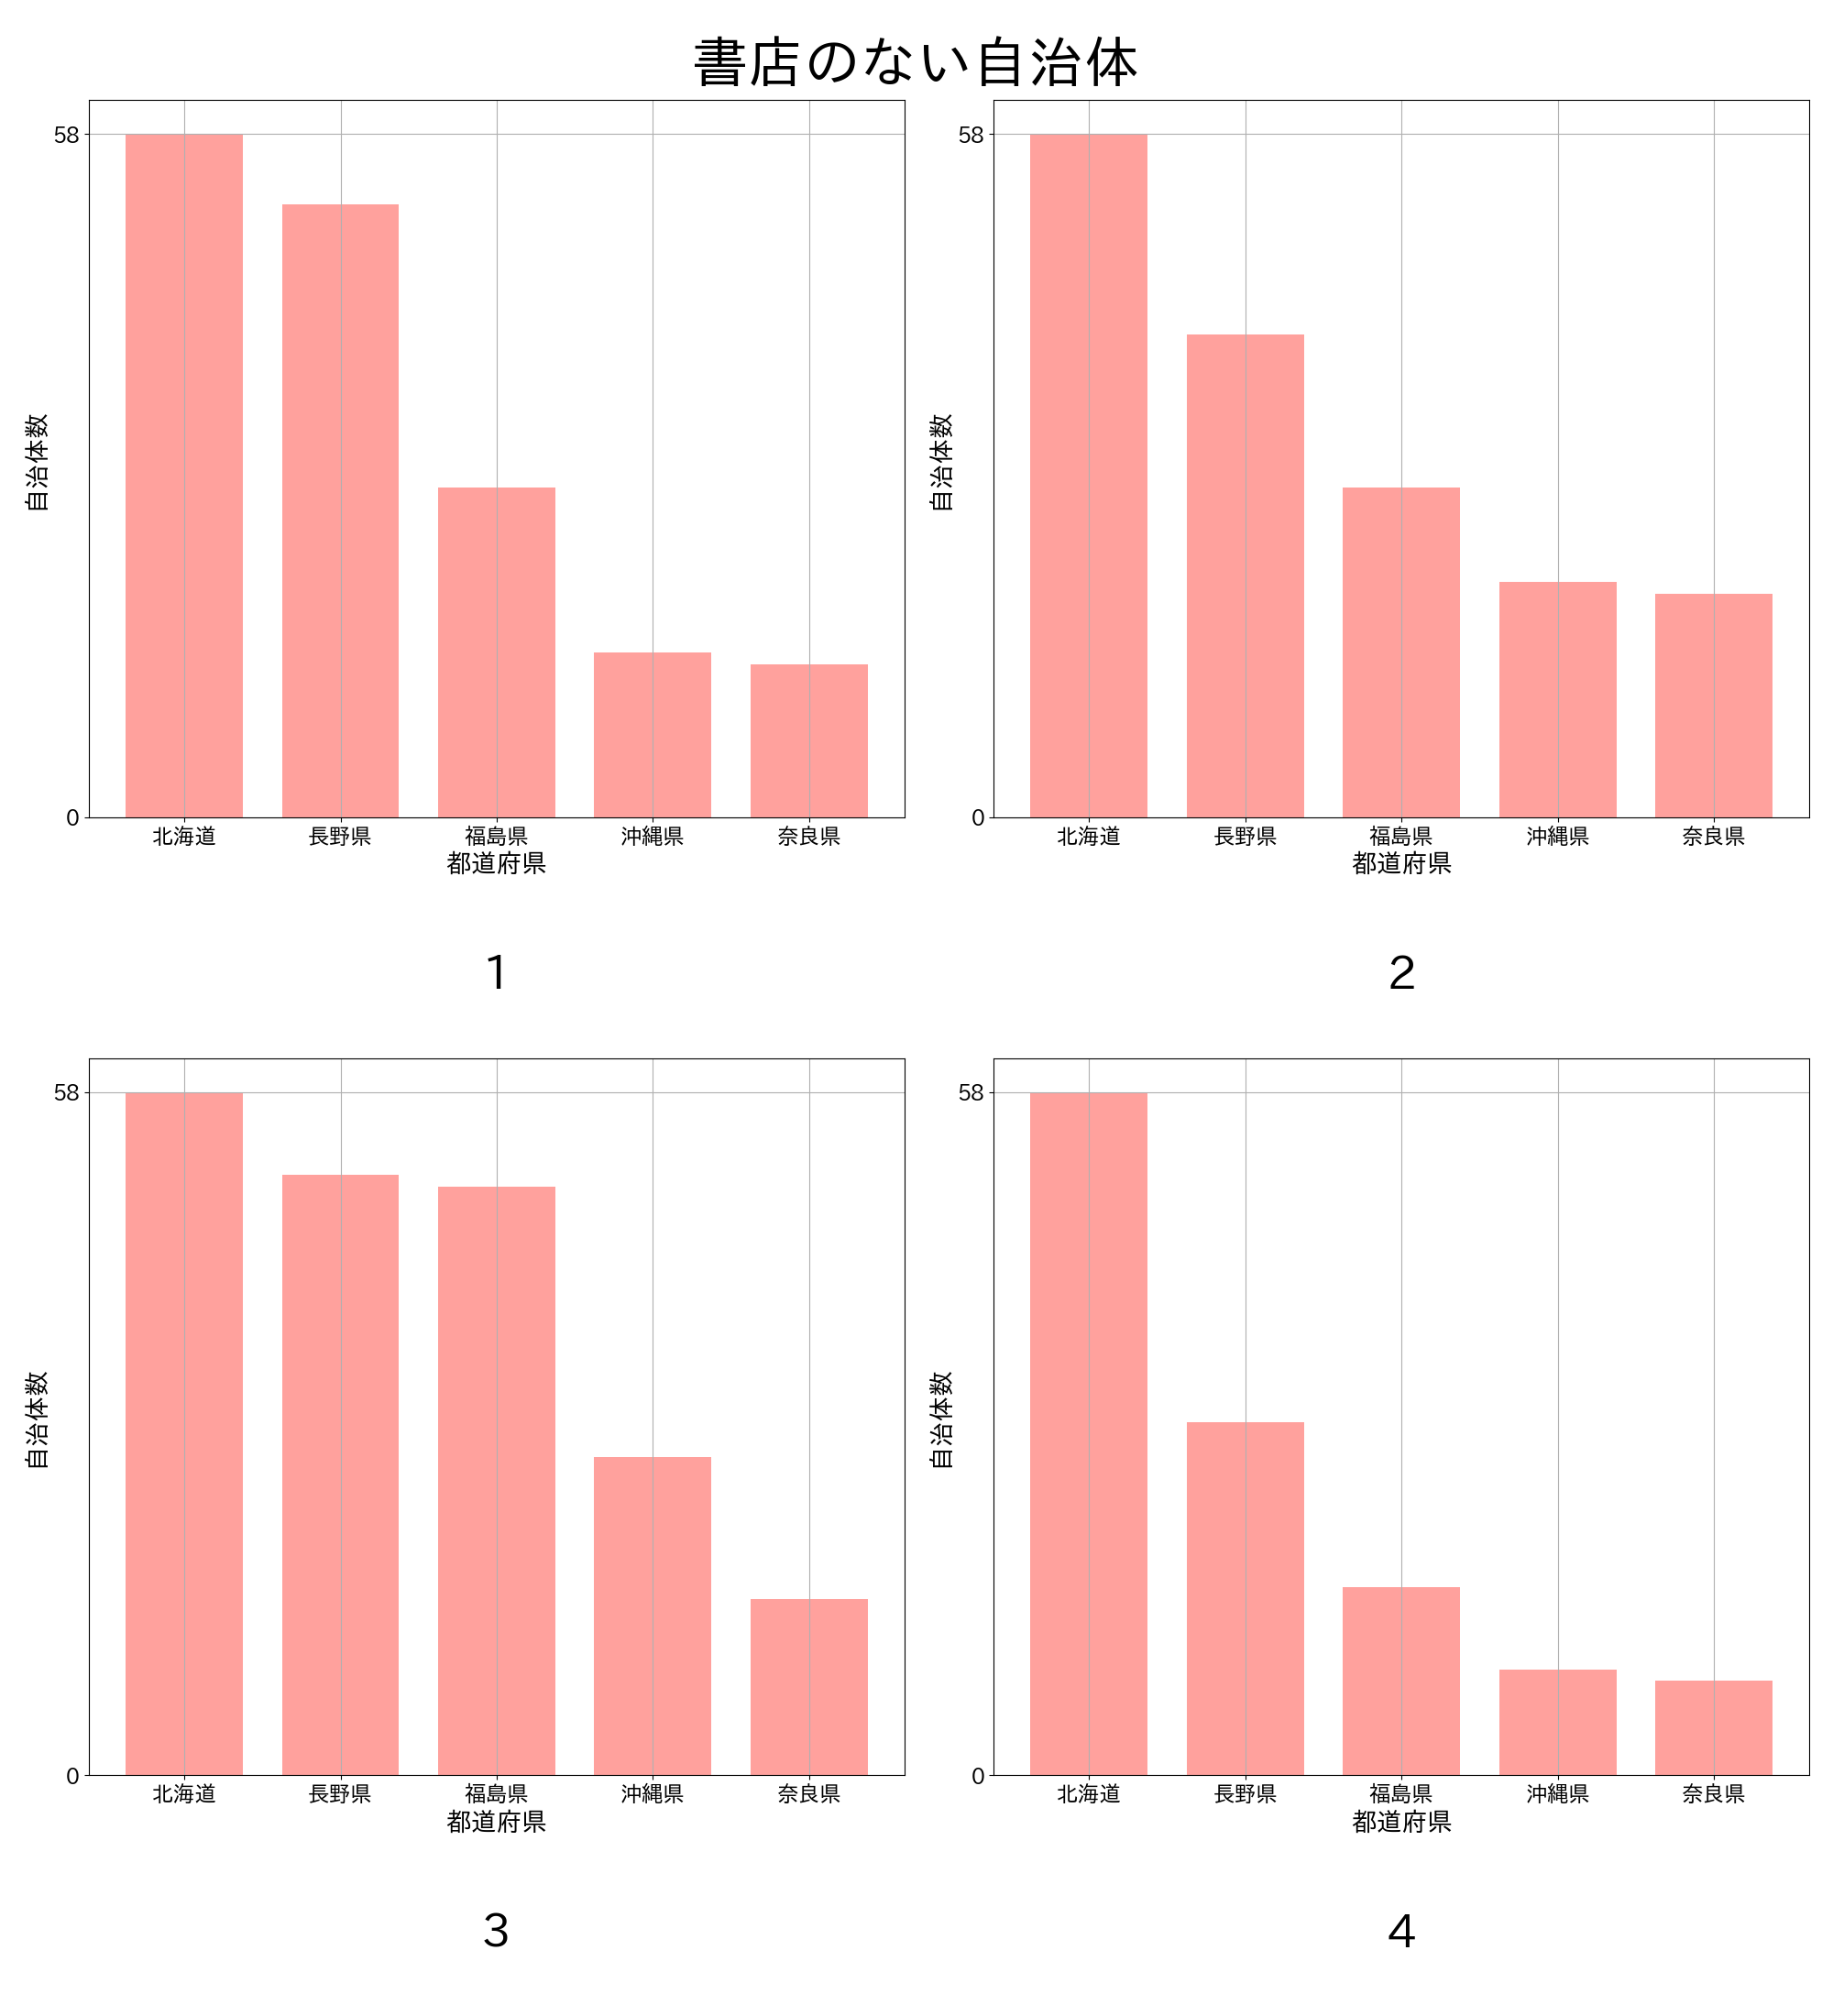 書店のない自治体
58
0
自治体数
北海道 長野県 福島県 沖縄県 奈良県
都道府県
1
58
0
自治体数
北海道 長野県 福島県 沖縄県 奈良県
都道府県
2
58
0
自治体数
北海道 長野県 福島県 沖縄県 奈良県
都道府県
3
58
0
自治体数
北海道 長野県 福島県 沖縄県 奈良県
都道府県
4